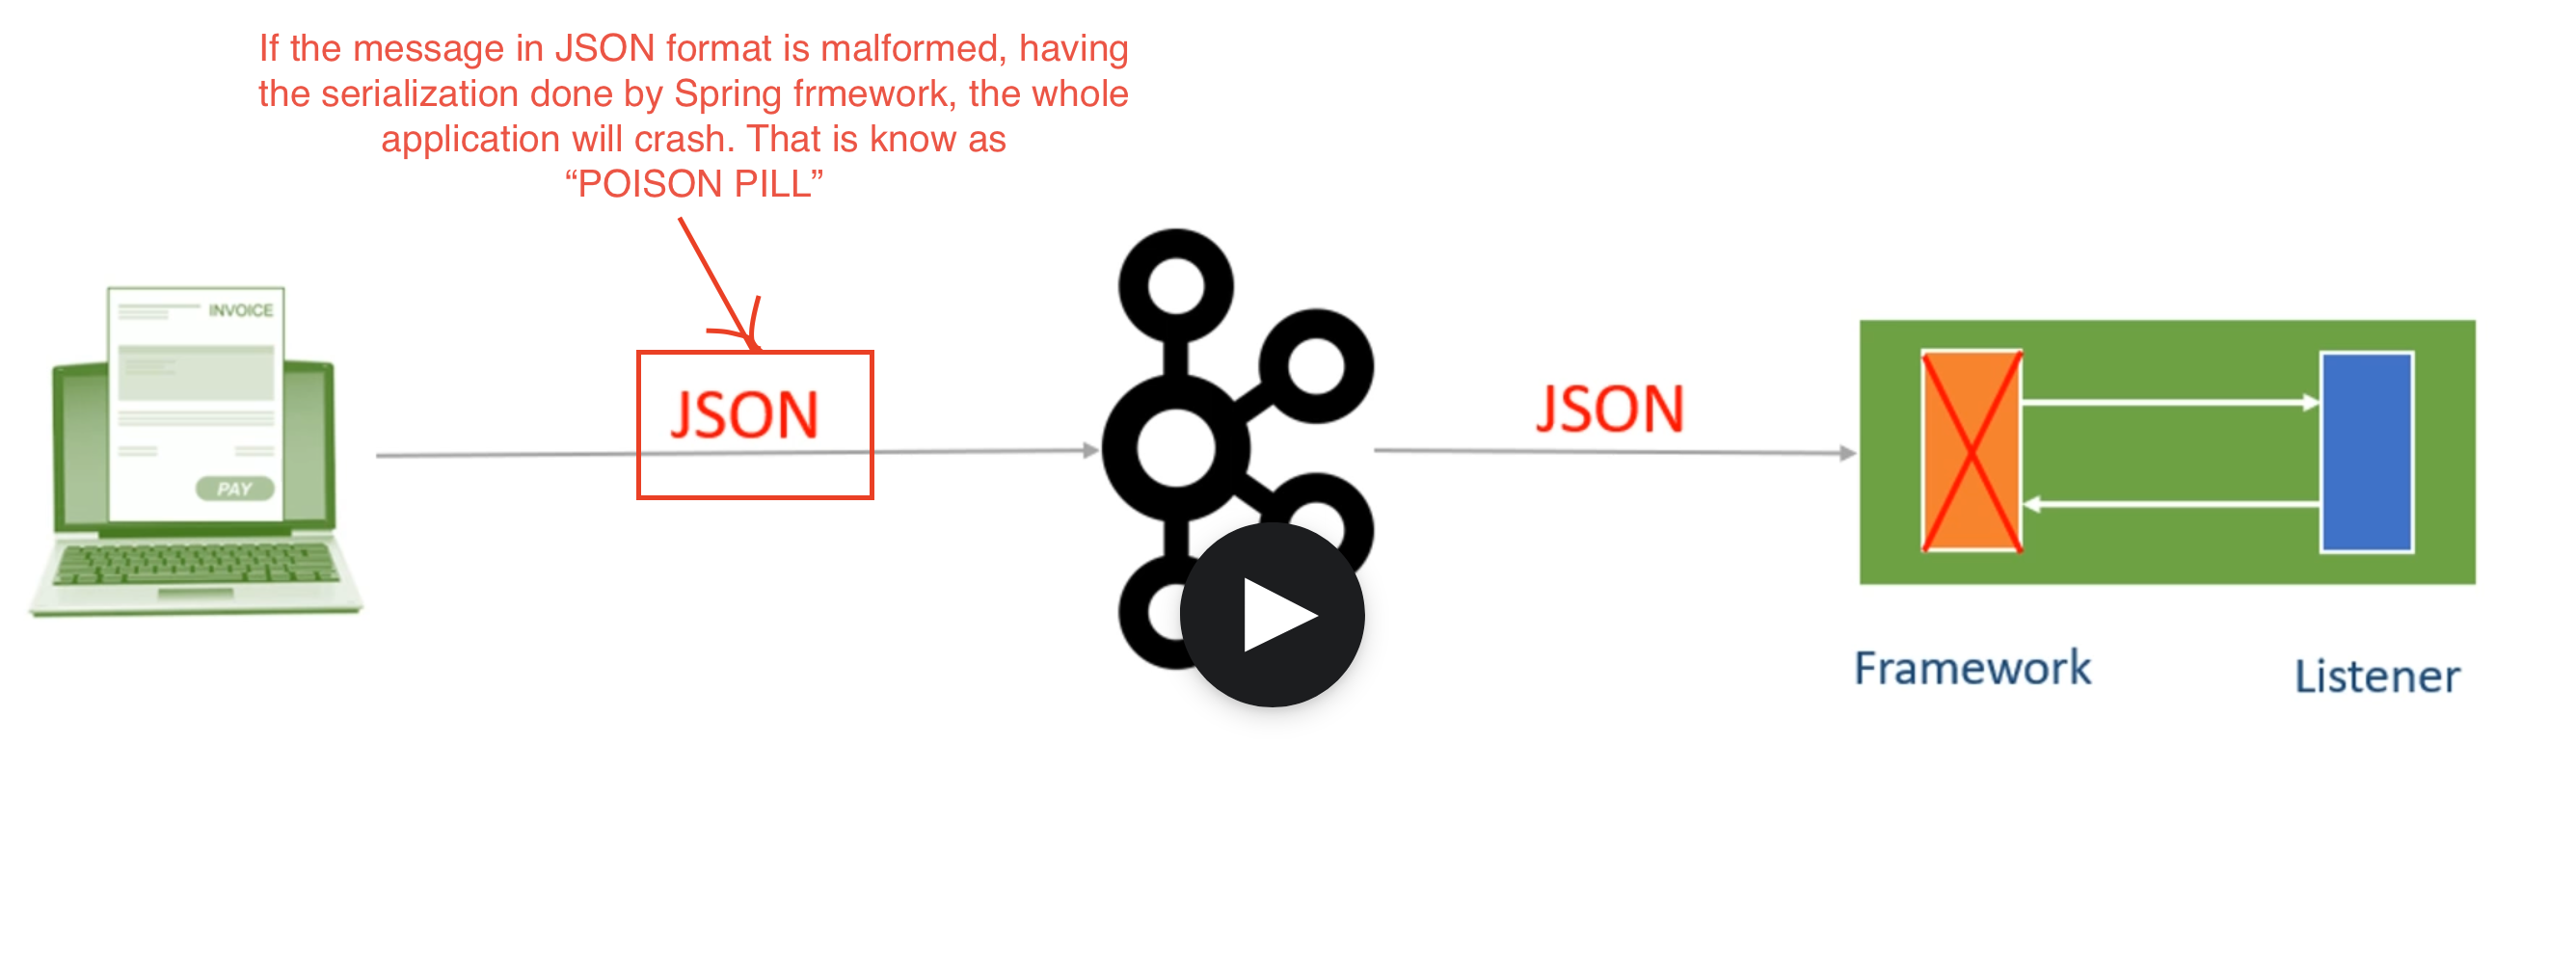 If the message in JSON format is malformed, having
the serialization done by Spring frmework, the whole
application will crash. That is know as
“POISON PILL”
INVOICE
JSON
JSON
PAY
Framework
Listener